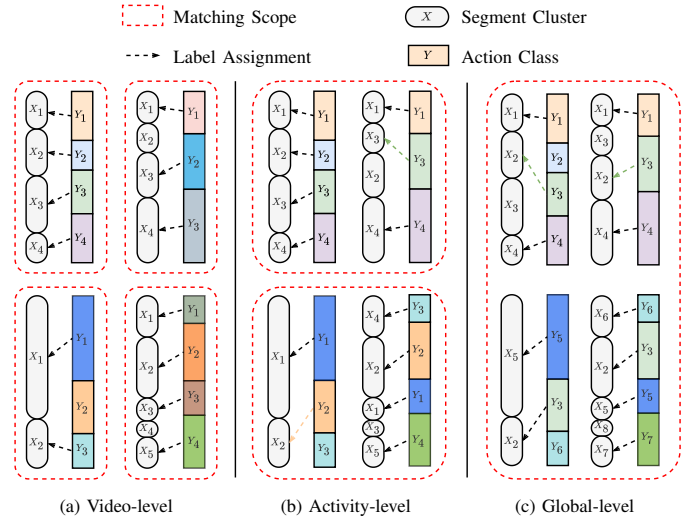 Matching Scope
X Segment Cluster
Label Assignment
Y Action Class
X1 Y1 X2 Y2 X3 Y3 X4 Y4
X1 Y1 X2 X3 Y2 X4 Y3
X1 Y1 X2 Y2 X3 Y3 X4 Y4
X1 Y1 X3 Y3 X2 X4 Y4
X1 Y1 X2 Y2 X3 Y3 X4 Y4
X1 Y1 X3 X2 Y3 X4 Y4
X1 Y1 Y2 X2 Y3
X1 Y1 X2 Y2 X3 Y3 X4 X5 Y4
X1 Y1 Y2 X2 Y3
X4 Y3 X2 Y2 X1 Y1 X3 X5 Y4
X5 Y5 Y3 X2 Y6
X6 Y6 X2 Y3 X5 Y5 X8 X7 Y7
(a) Video-level
(b) Activity-level
(c) Global-level